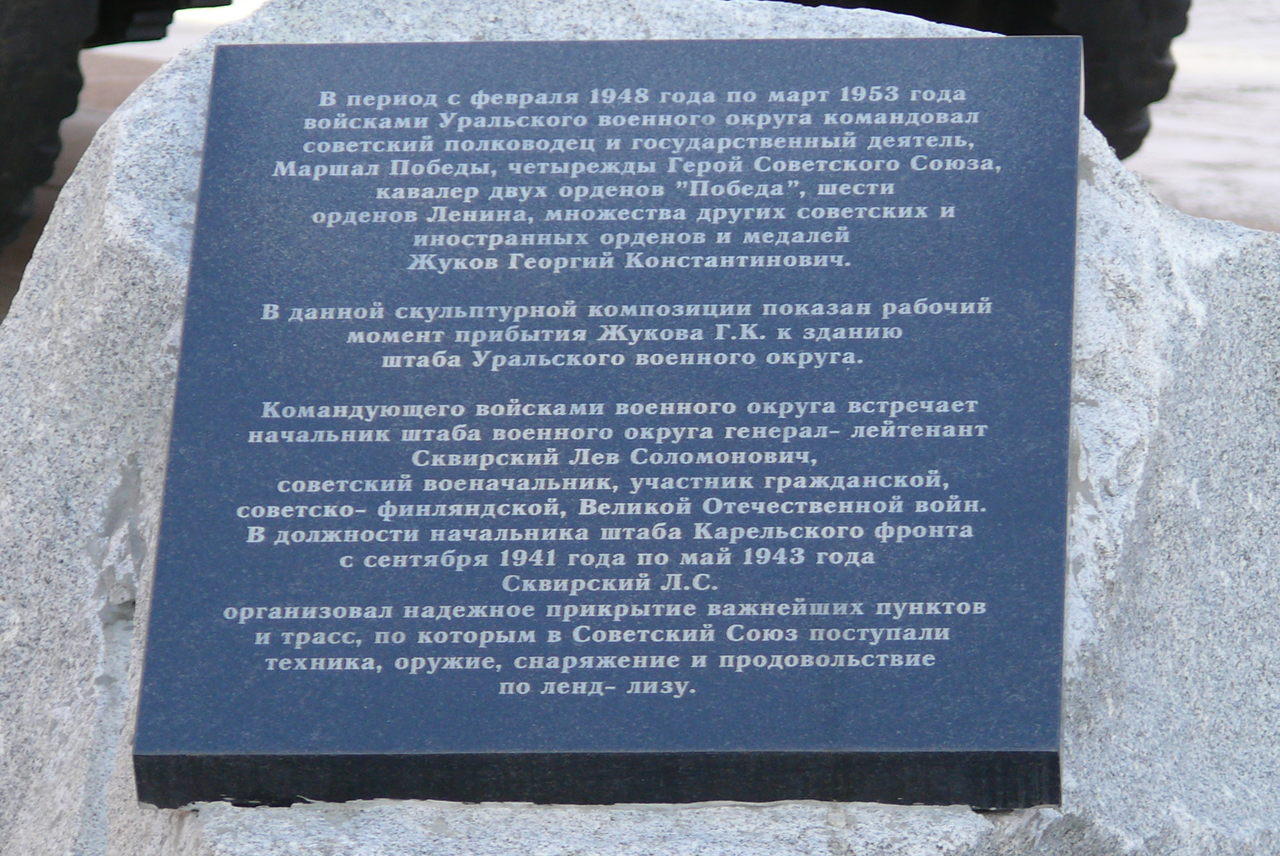 В период с февраля 1948 года по март 1953 года
войсками Уральского военного округа командовал
советский полководец и государственный деятель,
Маршал Победы, четырежды Герой Советского Союза,
кавалер двух орденов "Победа", шести
орденов Ленина, множества других советских и
иностранных орденов и медалей
Жуков Георгий Константинович.
В данной скульптурной композиции показан рабочий
момент прибытия Жукова Г.К. к зданию
штаба Уральского военного округа.
Командующего войсками военного округа встречает
начальник штаба военного округа генерал- лейтенант
Сквирский Лев Соломонович,
советский военачальник, участник гражданской,
советско- финляндской, Великой Отечественной войн.
В должности начальника штаба Карельского фронта
с сентября 1941 года по май 1943 года
Сквирский Л.С.
организовал надежное прикрытие важнейших пунктов
и трасс, по которым в Советский Союз поступали
техника, оружие, снаряжение и продовольствие
по ленд- лизу.